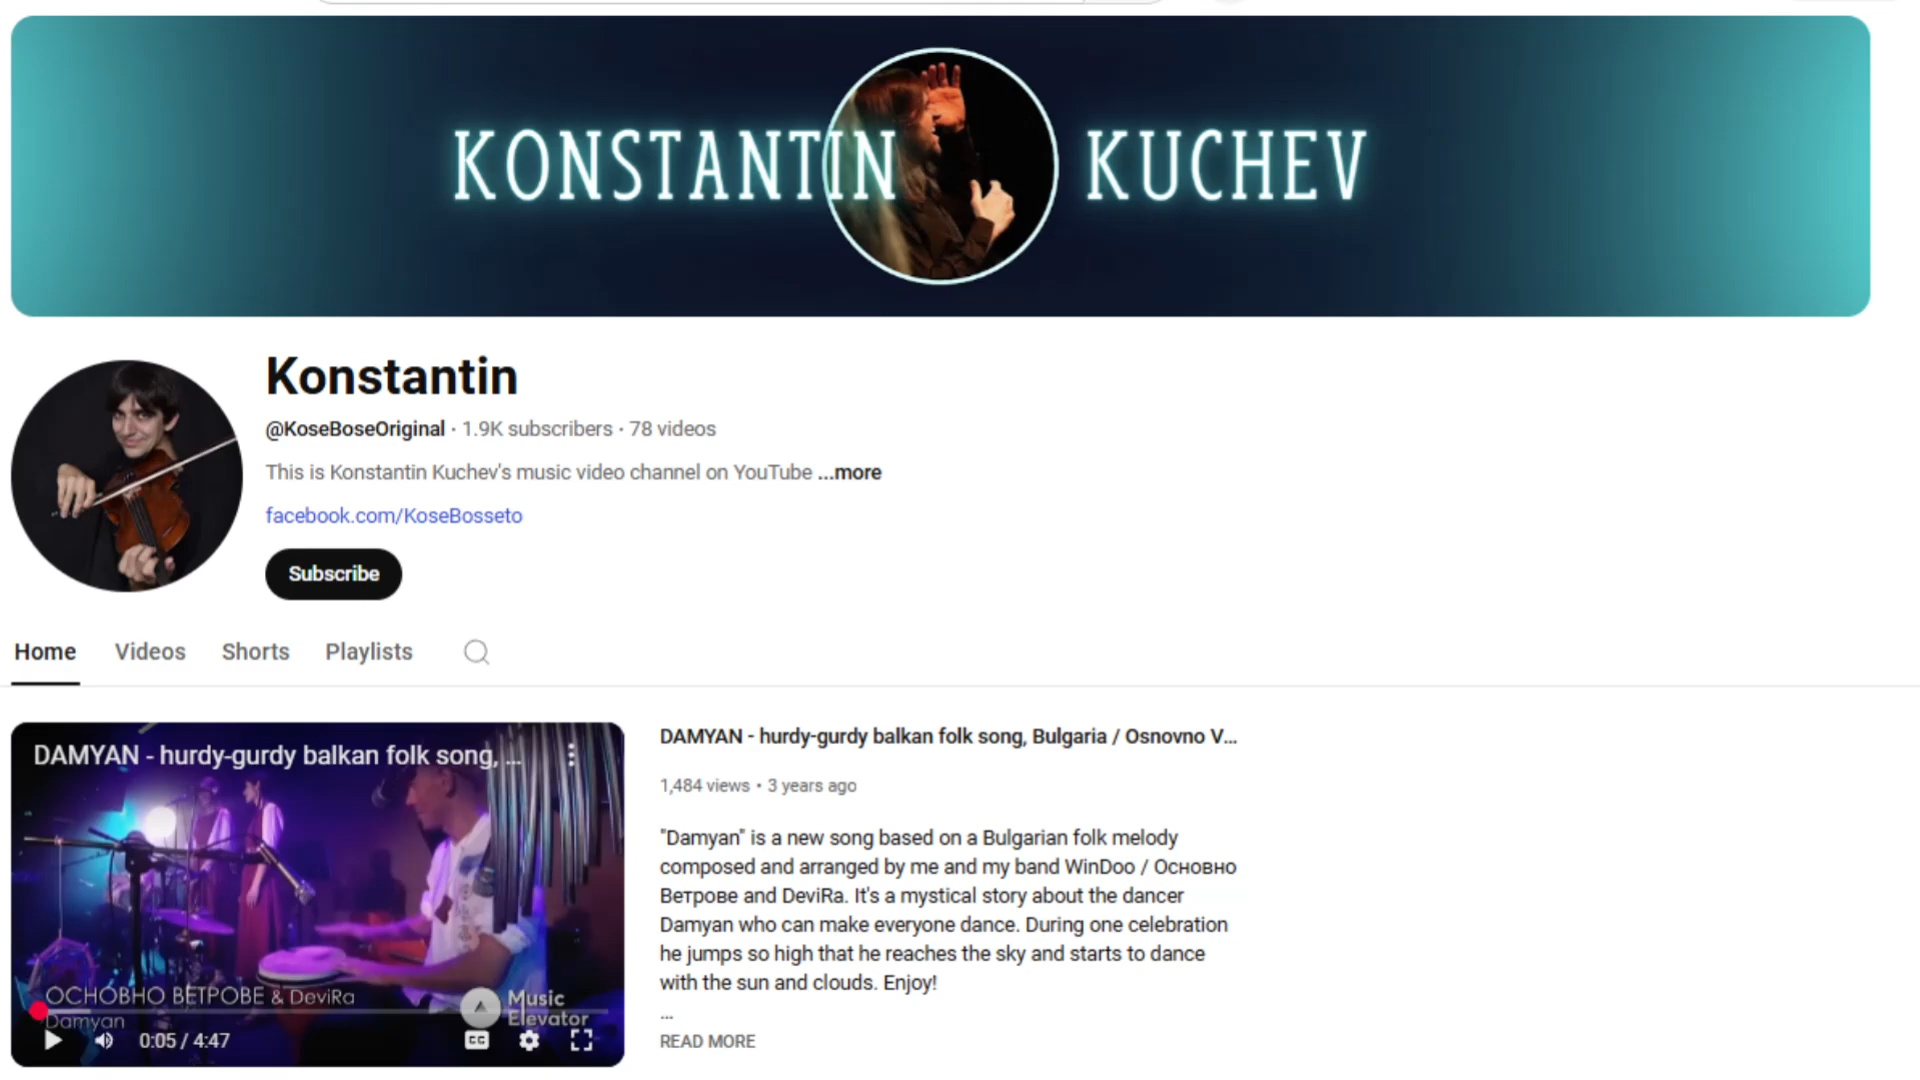 KONSTANTIN KUCHEV
Konstantin
@KoseBoseOriginal · 1.9K subscribers · 78 videos
This is Konstantin Kuchev's music video channel on YouTube ...more
facebook.com/KoseBosseto
Subscribe
Home Videos Shorts Playlists
DAMYAN - hurdy-gurdy balkan folk song, ...
ОСНОВНО ВЕТРОВЕ & DeviRa
Damyan
Music
Elevator
0:05 / 4:47
CC
DAMYAN - hurdy-gurdy balkan folk song, Bulgaria / Osnovno V...
1,484 views • 3 years ago
"Damyan" is a new song based on a Bulgarian folk melody
composed and arranged by me and my band WinDoo / Основно
Ветрове and DeviRa. It's a mystical story about the dancer
Damyan who can make everyone dance. During one celebration
he jumps so high that he reaches the sky and starts to dance
with the sun and clouds. Enjoy!
...
READ MORE